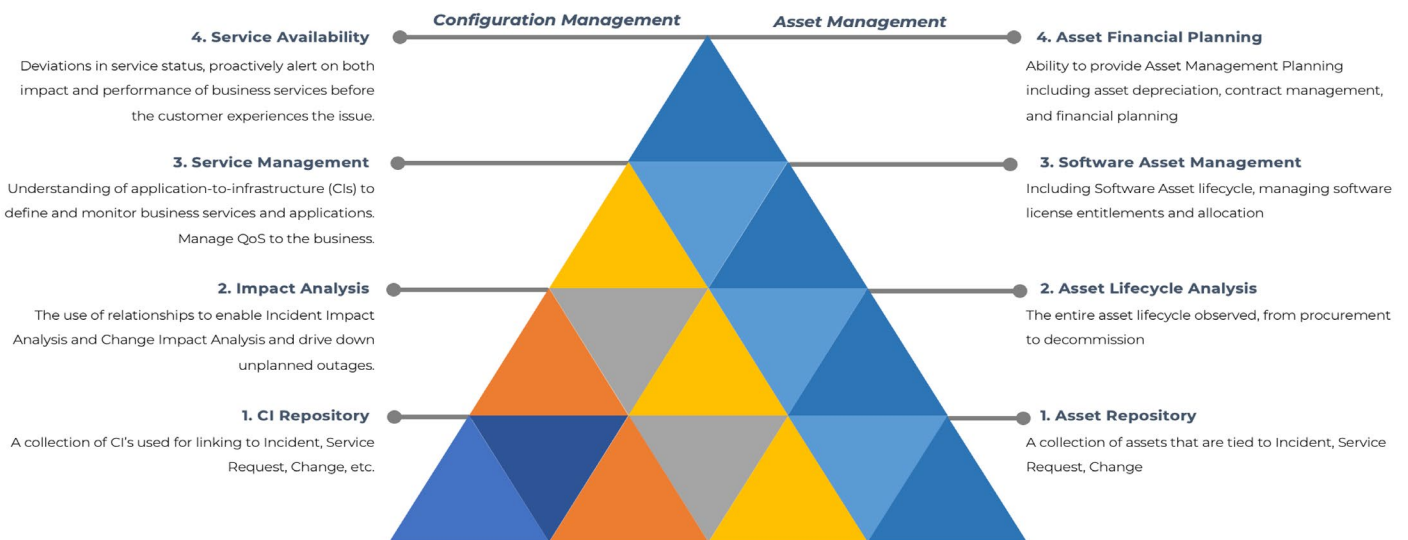 Configuration Management
Asset Management
4. Service Availability
Deviations in service status, proactively alert on both
impact and performance of business services before
the customer experiences the issue.
3. Service Management
Understanding of application-to-infrastructure (CIs) to
define and monitor business services and applications.
Manage QoS to the business.
2. Impact Analysis
The use of relationships to enable Incident Impact
Analysis and Change Impact Analysis and drive down
unplanned outages.
1. CI Repository
A collection of CI's used for linking to Incident, Service
Request, Change, etc.
4. Asset Financial Planning
Ability to provide Asset Management Planning
including asset depreciation, contract management,
and financial planning
3. Software Asset Management
Including Software Asset lifecycle, managing software
license entitlements and allocation
2. Asset Lifecycle Analysis
The entire asset lifecycle observed, from procurement
to decommission
1. Asset Repository
A collection of assets that are tied to Incident, Service
Request, Change